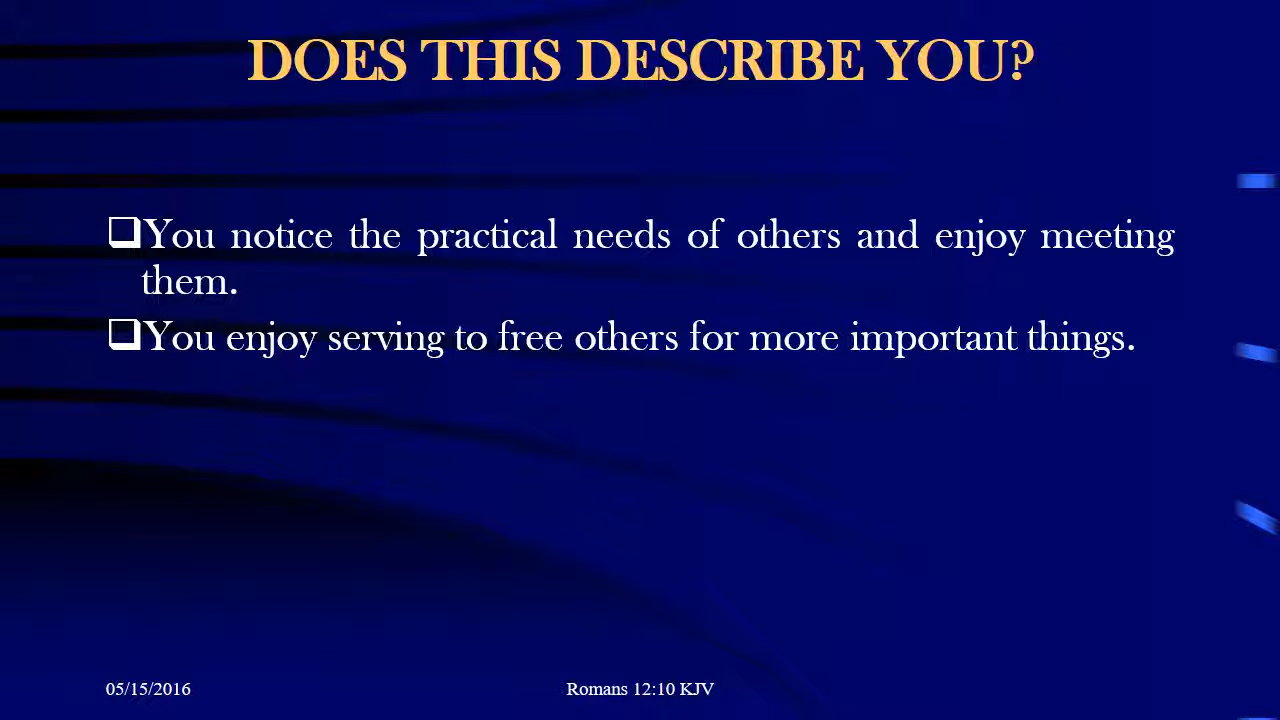 DOES THIS DESCRIBE YOU?
❑You notice the practical needs of others and enjoy meeting
them.
❑You enjoy serving to free others for more important things.
05/15/2016
Romans 12:10 KJV